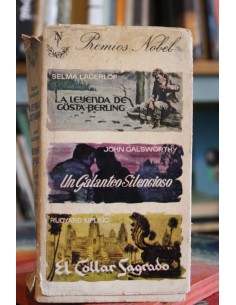 N
Premios Nobel
SELMA LAGERLÖF
LA LEYENDA DE
GÖSTA BERLING
JOHN GALSWORTHY
Un Galanteo Silencioso
RUDYARD KIPLING
El Collar Sagrado